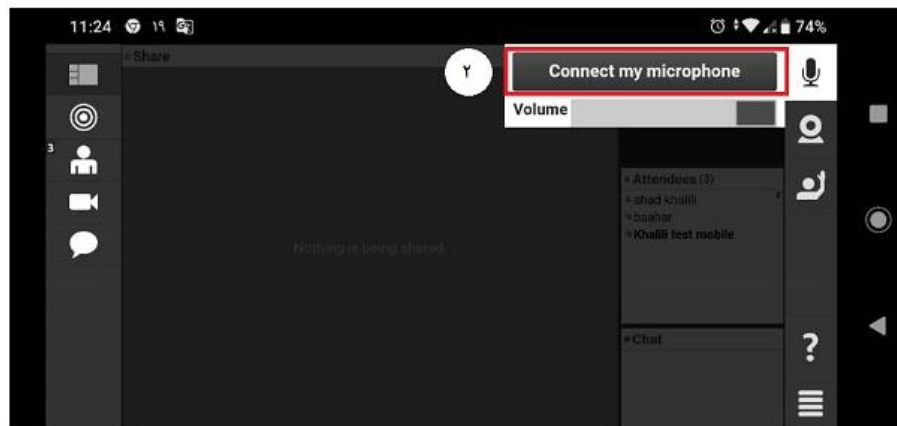 11:24 ۱۹ 74%
Share
۲
Connect my microphone
Volume
3
Attendees (3)
shad khalili
baahar
Khalili test mobile
Nothing is being shared
Chat
?